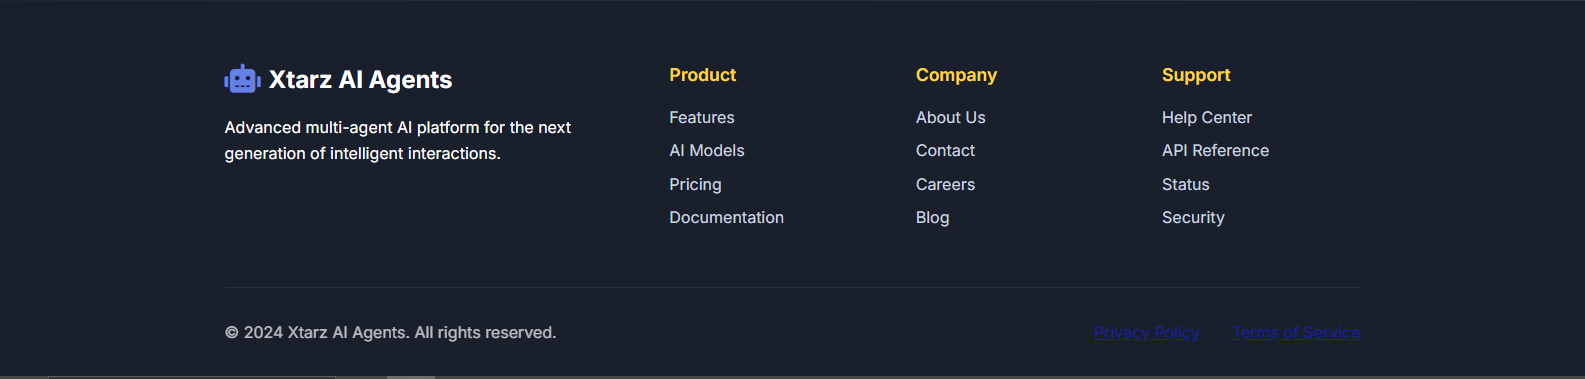 Xtarz AI Agents
Advanced multi-agent AI platform for the next
generation of intelligent interactions.
Product
Features
AI Models
Pricing
Documentation
Company
About Us
Contact
Careers
Blog
Support
Help Center
API Reference
Status
Security
© 2024 Xtarz AI Agents. All rights reserved.
Privacy Policy
Terms of Service